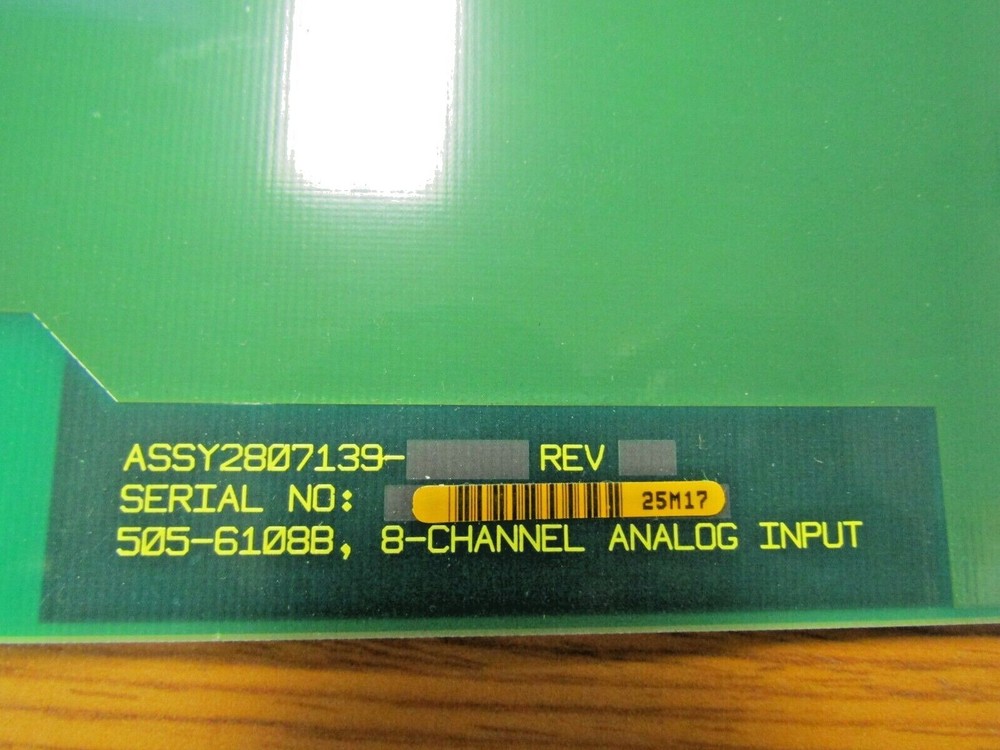 ASSY2807139- REV
SERIAL NO: 25M17
505-6108B, 8-CHANNEL ANALOG INPUT